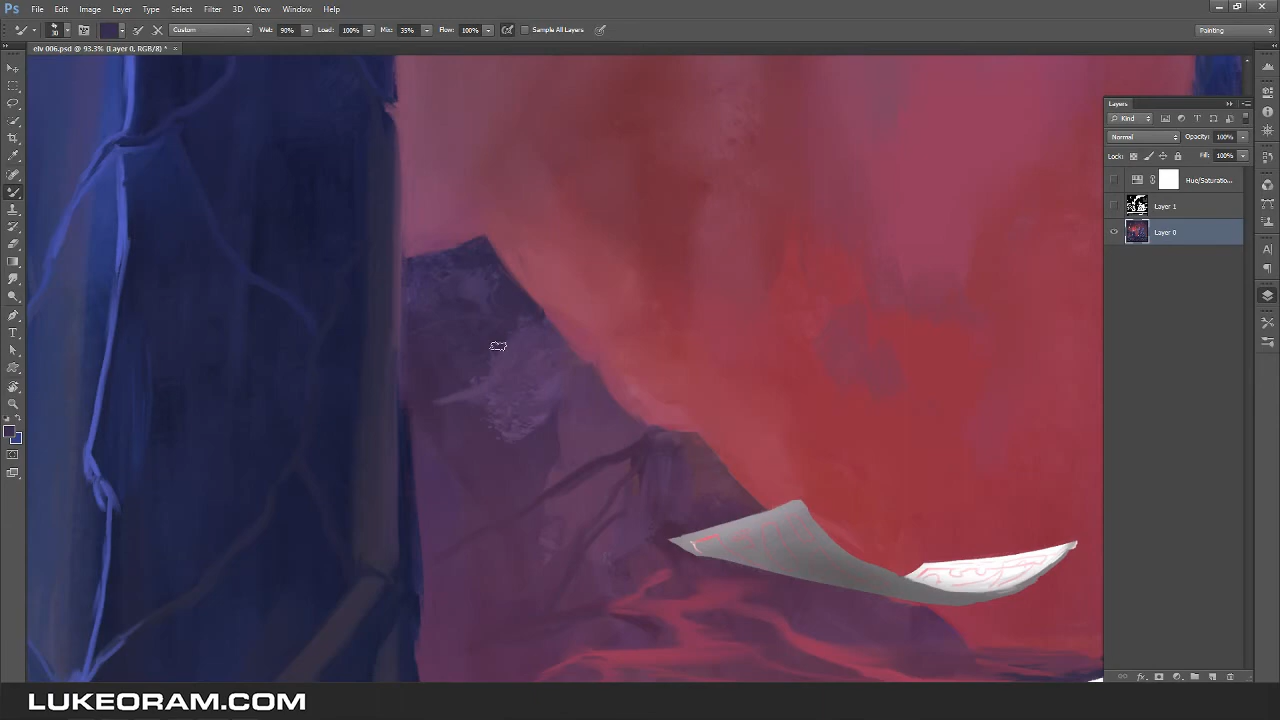 Ps File Edit Image Layer Type Select Filter 3D View Window Help
30 Custom Wet: 90% Load: 100% Mix: 35% Flow: 100% Sample All Layers Painting
elv 006.psd @ 93.3% (Layer 0, RGB/8) * ×
Layers
Kind
Normal Opacity: 100%
Lock: Fill: 100%
Hue/Saturatio...
Layer 1
Layer 0
LUKEORAM.COM